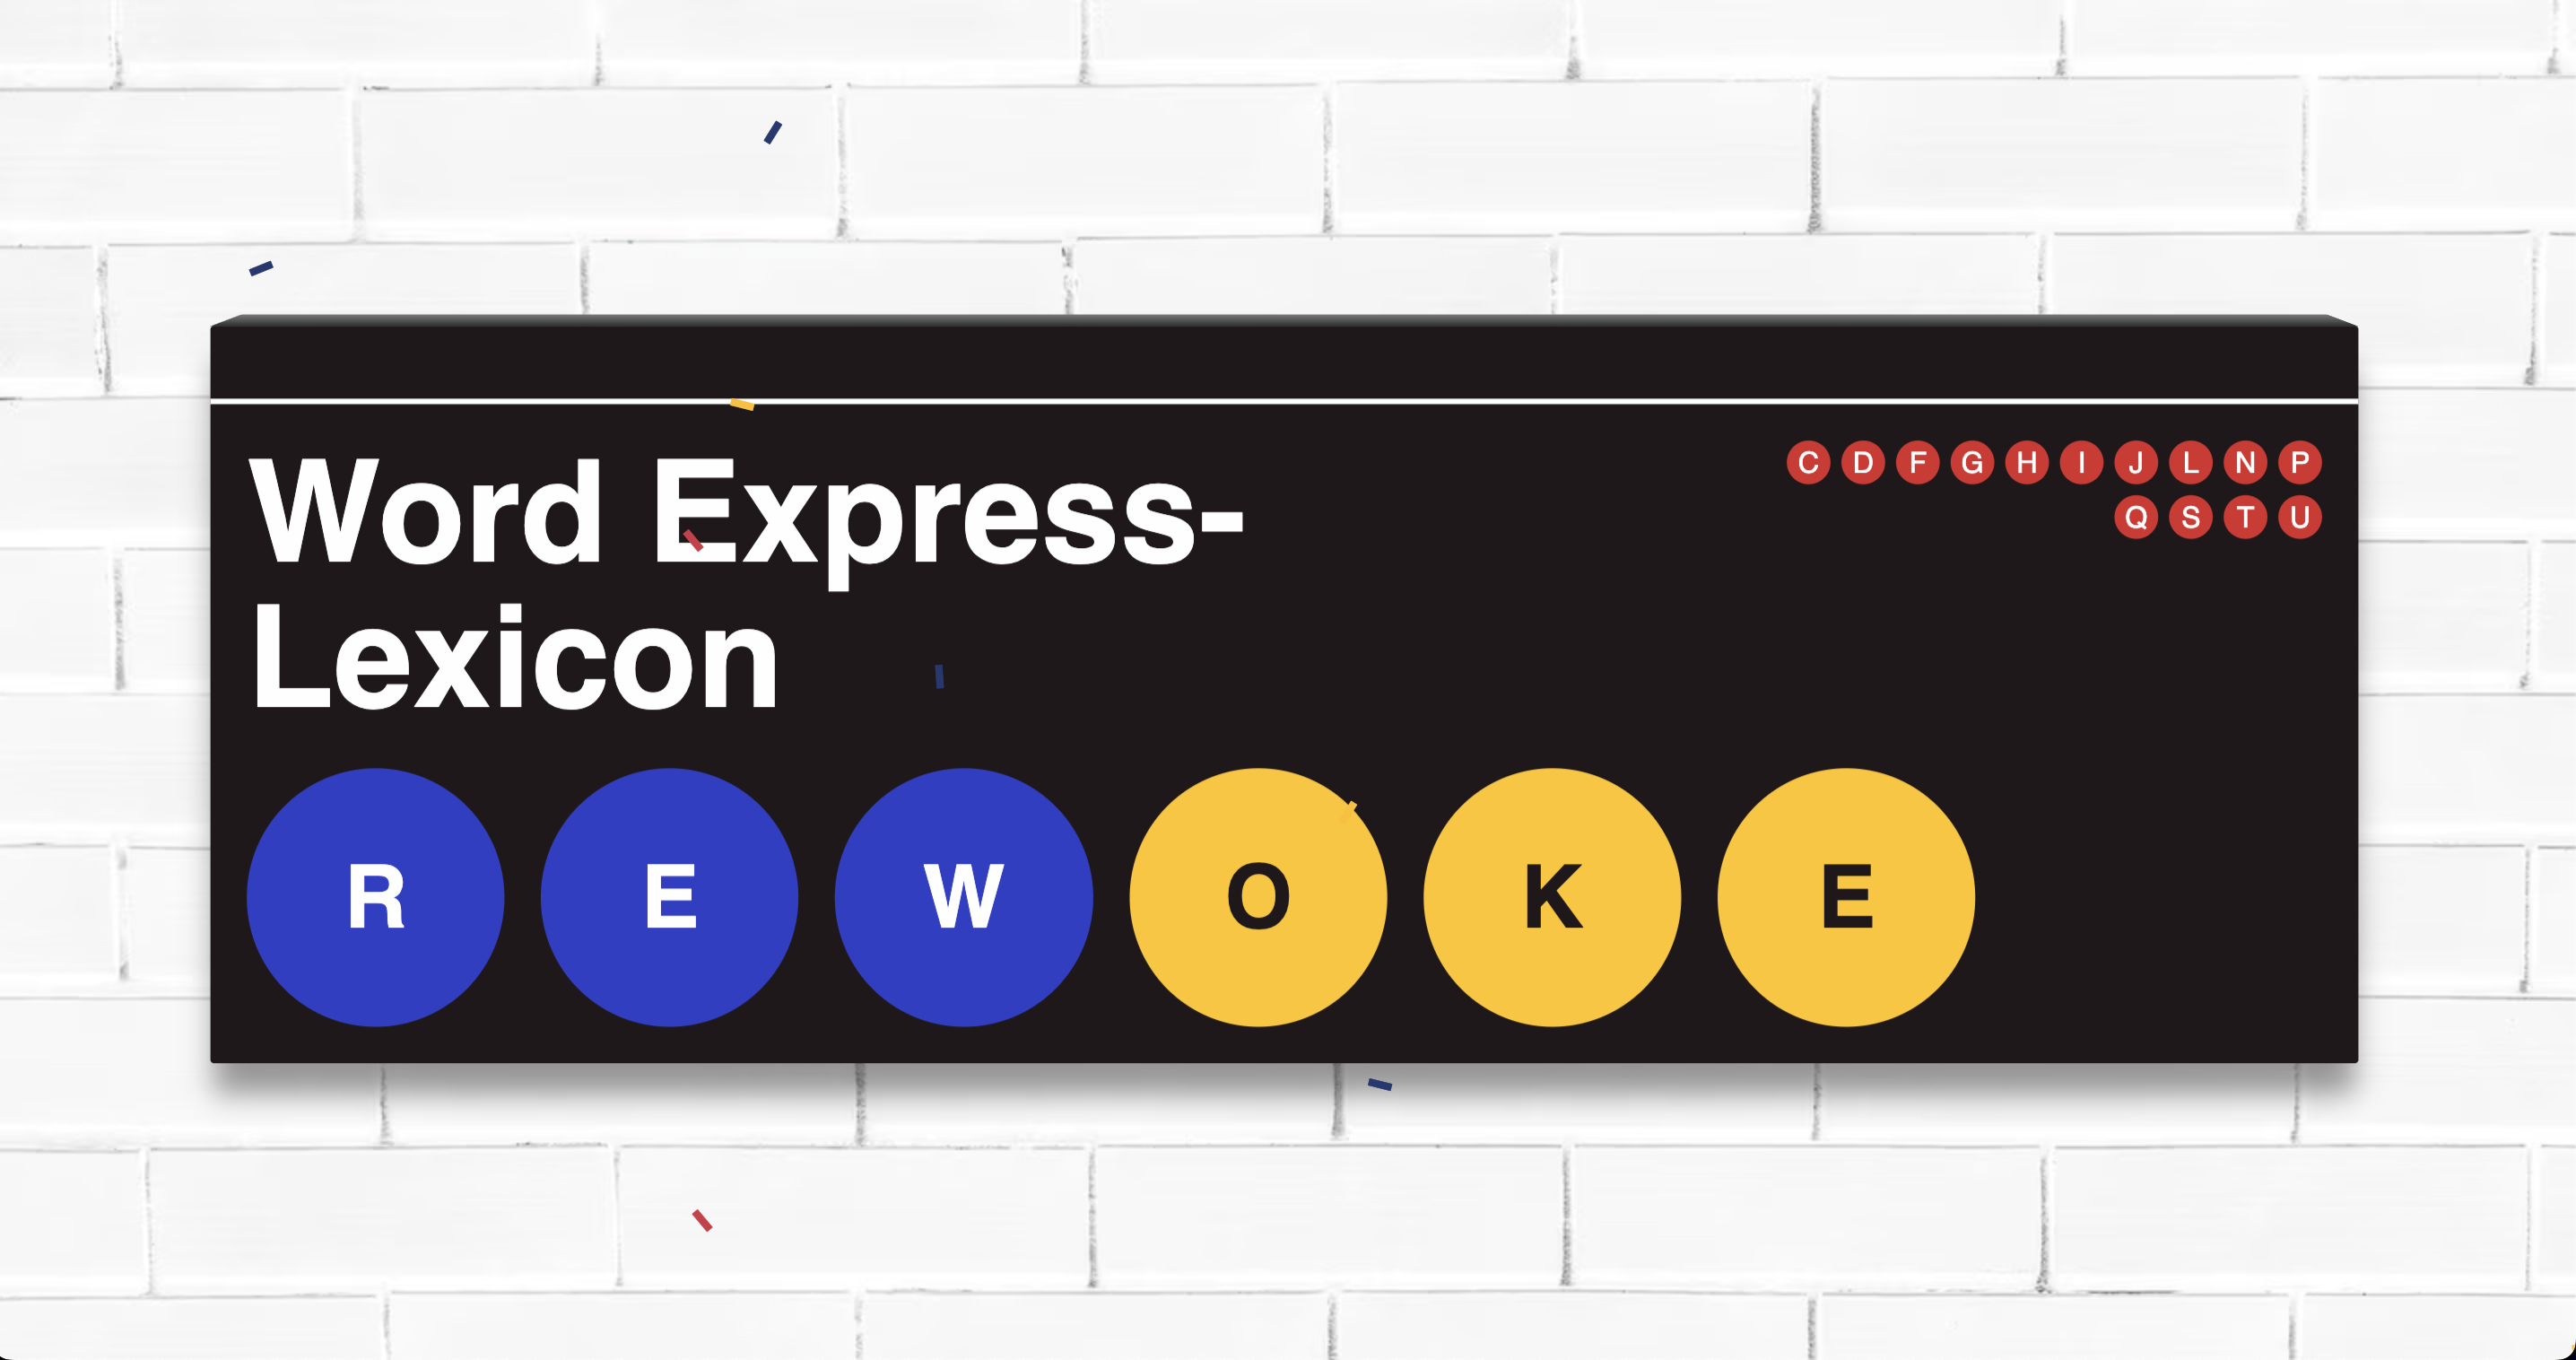 Word Express-
Lexicon
C D F G H I J L N P
Q S T U
R E W O K E